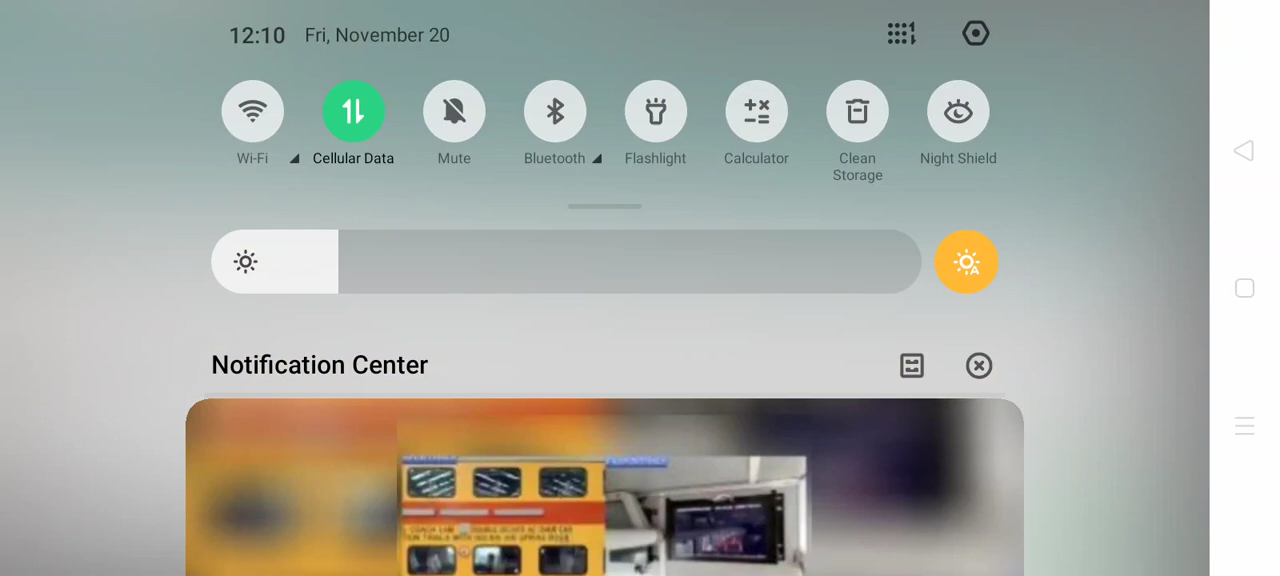 12:10 Fri, November 20
Wi-Fi Cellular Data Mute Bluetooth Flashlight Calculator Clean Storage Night Shield
Notification Center